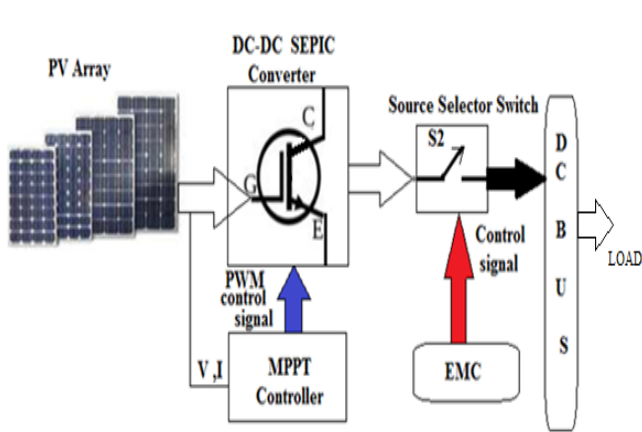 DC-DC SEPIC
Converter
PV Array
Source Selector Switch
C
G
E
S2
D
C
B
U
S
LOAD
Control
signal
PWM
control
signal
V,I
MPPT
Controller
EMC